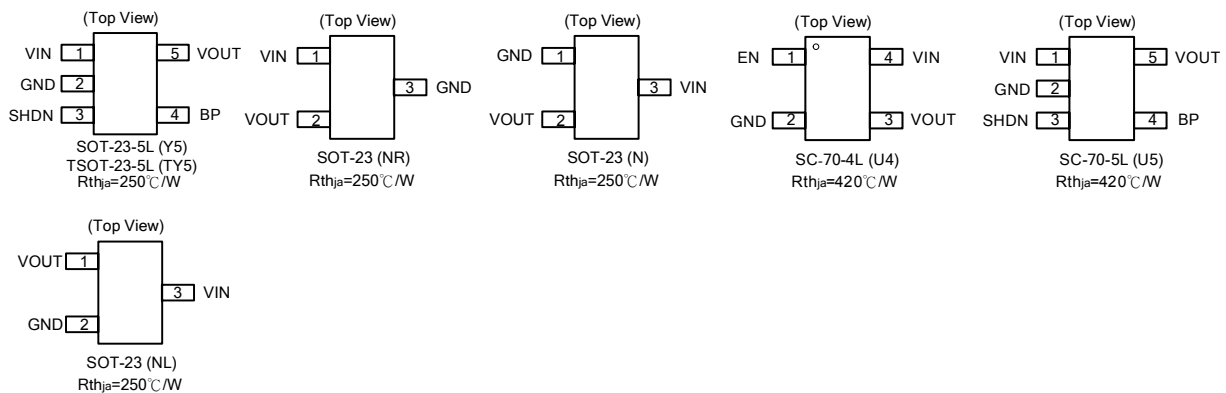 (Top View)
VIN 1 5 VOUT
GND 2
SHDN 3 4 BP
SOT-23-5L (Y5)
TSOT-23-5L (TY5)
Rthja=250℃/W
(Top View)
VIN 1
3 GND
VOUT 2
SOT-23 (NR)
Rthja=250℃/W
(Top View)
GND 1
3 VIN
VOUT 2
SOT-23 (N)
Rthja=250℃/W
(Top View)
EN 1 4 VIN
GND 2 3 VOUT
SC-70-4L (U4)
Rthja=420℃/W
(Top View)
VIN 1 5 VOUT
GND 2
SHDN 3 4 BP
SC-70-5L (U5)
Rthja=420℃/W
(Top View)
VOUT 1
3 VIN
GND 2
SOT-23 (NL)
Rthja=250℃/W